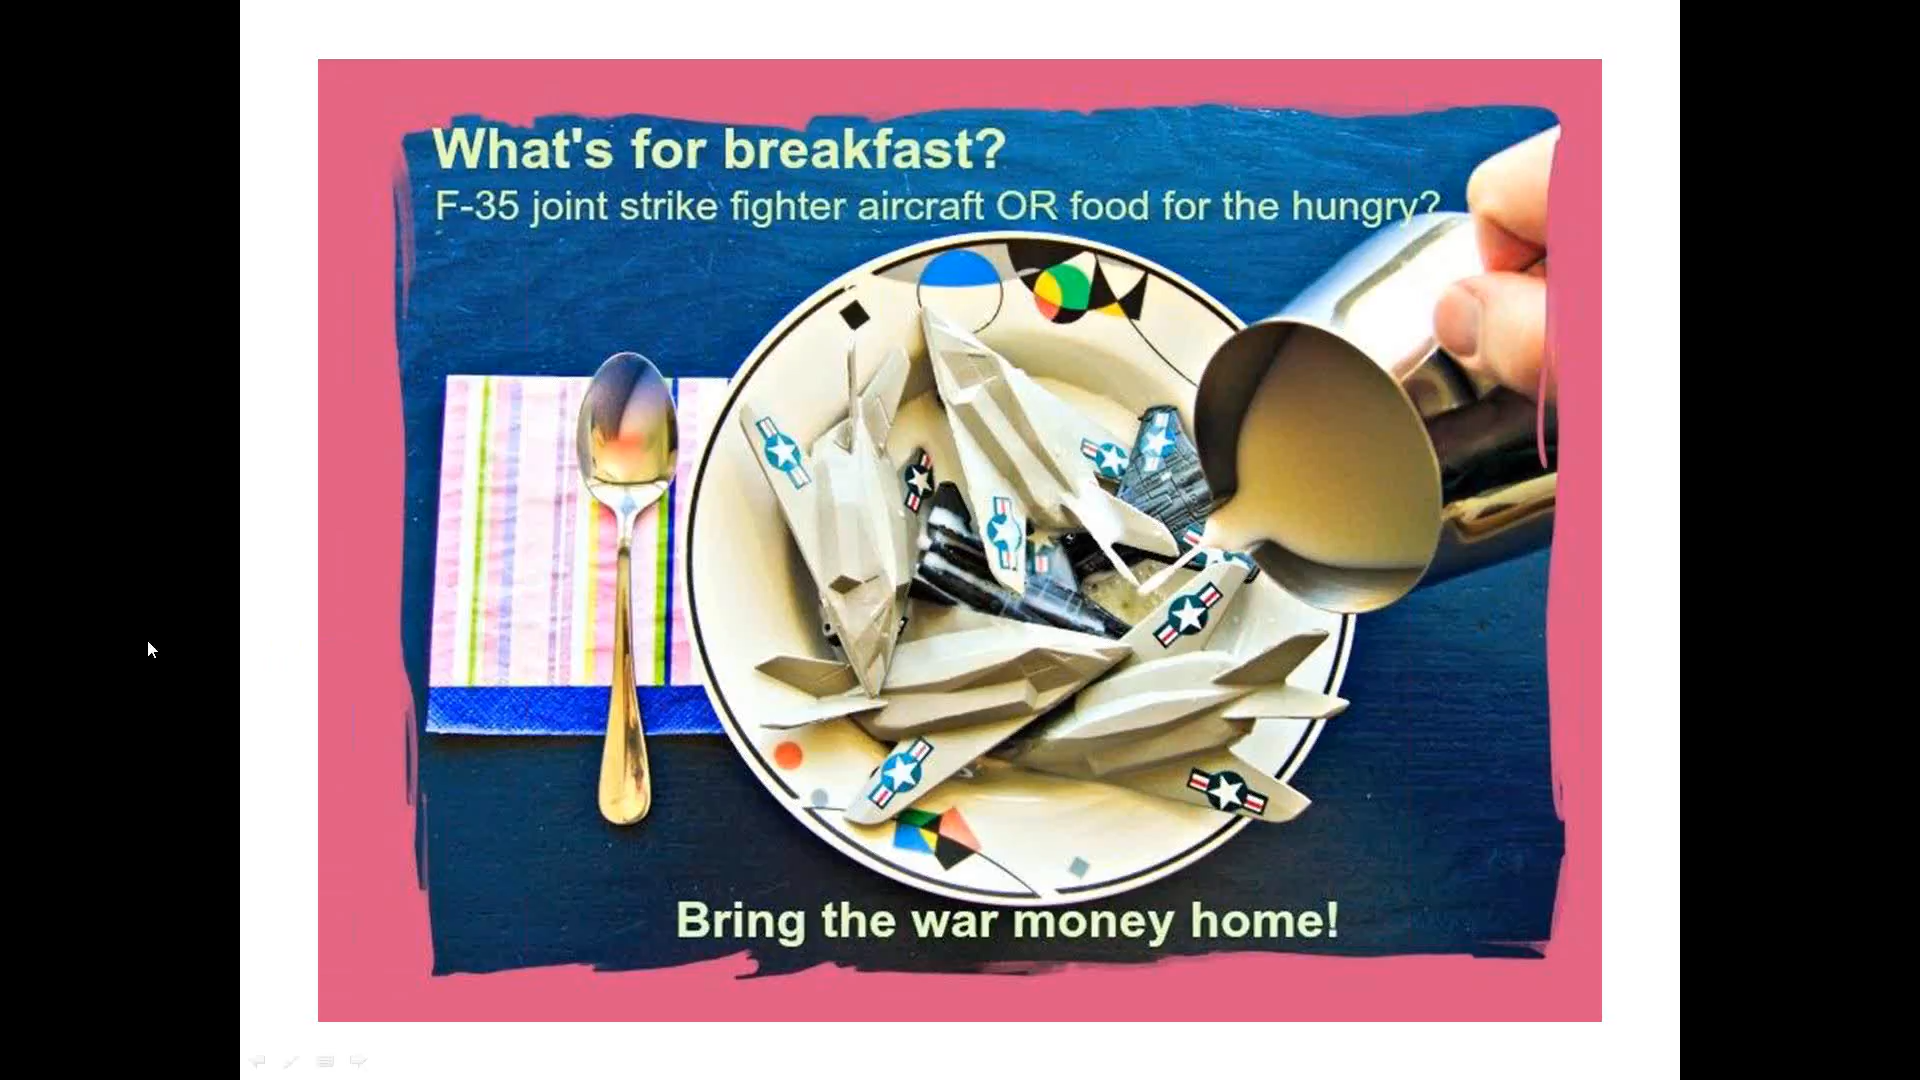 What's for breakfast?
F-35 joint strike fighter aircraft OR food for the hungry?
Bring the war money home!